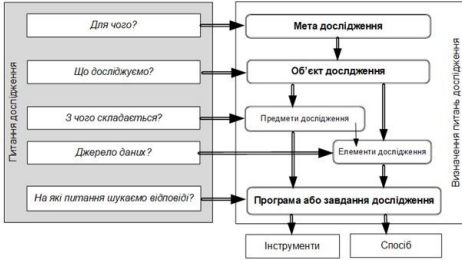 Питання дослідження
Для чого?
Що досліджуємо?
З чого складається?
Джерело даних?
На які питання шукаємо відповіді?
Мета дослідження
Об'єкт дослдження
Предмети дослідження
Елементи дослідження
Програма або завдання дослідження
Інструменти
Спосіб
Визначення питань дослідження